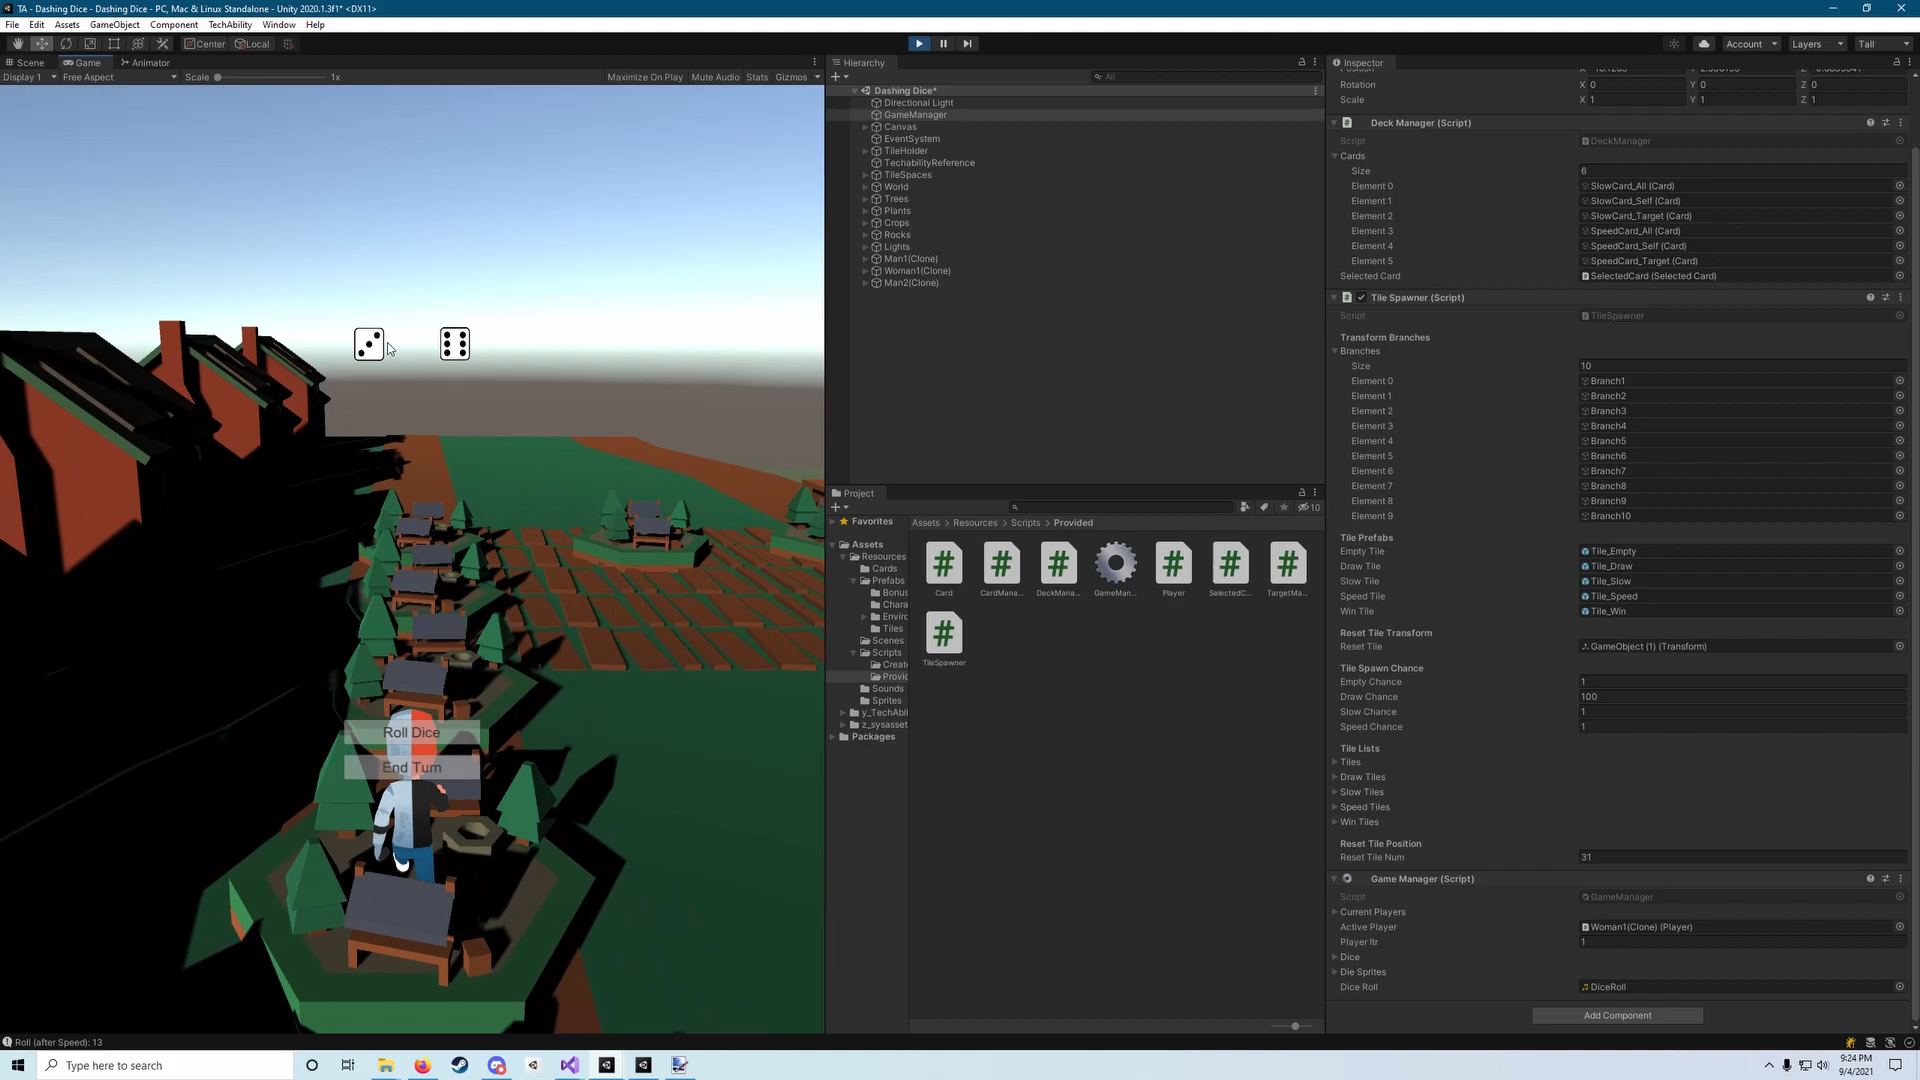 TA - Dashing Dice - Dashing Dice - PC, Mac & Linux Standalone - Unity 2020.1.3f1* <DX11>
File Edit Assets GameObject Component TechAbility Window Help
Center Local Account Layers Tall
Scene Game Animator
Display 1 Free Aspect Scale 1x Maximize On Play Mute Audio Stats Gizmos
Roll Dice
End Turn
Hierarchy
All
Dashing Dice*
Directional Light
GameManager
Canvas
EventSystem
TileHolder
TechabilityReference
TileSpaces
World
Trees
Plants
Crops
Rocks
Lights
Man1(Clone)
Woman1(Clone)
Man2(Clone)
Project
10
Favorites
Assets
Resources
Cards
Prefabs
Bonus
Chara
Enviro
Tiles
Scenes
Scripts
Create
Provid
Sounds
Sprites
y_TechAbil
z_sysasset
Packages
Assets > Resources > Scripts > Provided
Card CardMana... DeckMana... GameMan... Player SelectedC... TargetMa...
TileSpawner
Inspector
Rotation X 0 Y 0 Z 0
Scale X 1 Y 1 Z 1
Deck Manager (Script)
Script DeckManager
Cards
Size 6
Element 0 SlowCard_All (Card)
Element 1 SlowCard_Self (Card)
Element 2 SlowCard_Target (Card)
Element 3 SpeedCard_All (Card)
Element 4 SpeedCard_Self (Card)
Element 5 SpeedCard_Target (Card)
Selected Card SelectedCard (Selected Card)
Tile Spawner (Script)
Script TileSpawner
Transform Branches
Branches
Size 10
Element 0 Branch1
Element 1 Branch2
Element 2 Branch3
Element 3 Branch4
Element 4 Branch5
Element 5 Branch6
Element 6 Branch7
Element 7 Branch8
Element 8 Branch9
Element 9 Branch10
Tile Prefabs
Empty Tile Tile_Empty
Draw Tile Tile_Draw
Slow Tile Tile_Slow
Speed Tile Tile_Speed
Win Tile Tile_Win
Reset Tile Transform
Reset Tile GameObject (1) (Transform)
Tile Spawn Chance
Empty Chance 1
Draw Chance 100
Slow Chance 1
Speed Chance 1
Tile Lists
Tiles
Draw Tiles
Slow Tiles
Speed Tiles
Win Tiles
Reset Tile Position
Reset Tile Num 31
Game Manager (Script)
Script GameManager
Current Players
Active Player Woman1(Clone) (Player)
Player Itr 1
Dice
Die Sprites
Dice Roll DiceRoll
Add Component
Roll (after Speed): 13
Type here to search
9:24 PM
9/4/2021